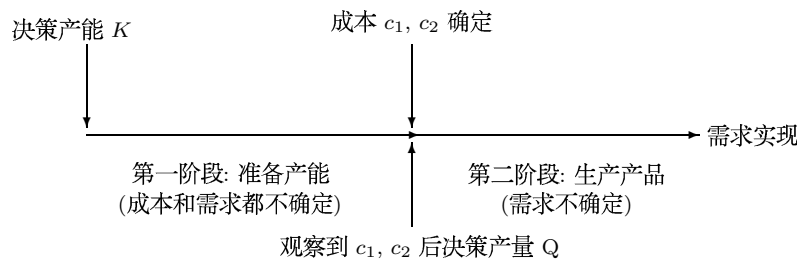 决策产能 K
成本 c₁, c₂ 确定
需求实现
第一阶段: 准备产能
(成本和需求都不确定)
第二阶段: 生产产品
(需求不确定)
观察到 c₁, c₂ 后决策产量 Q